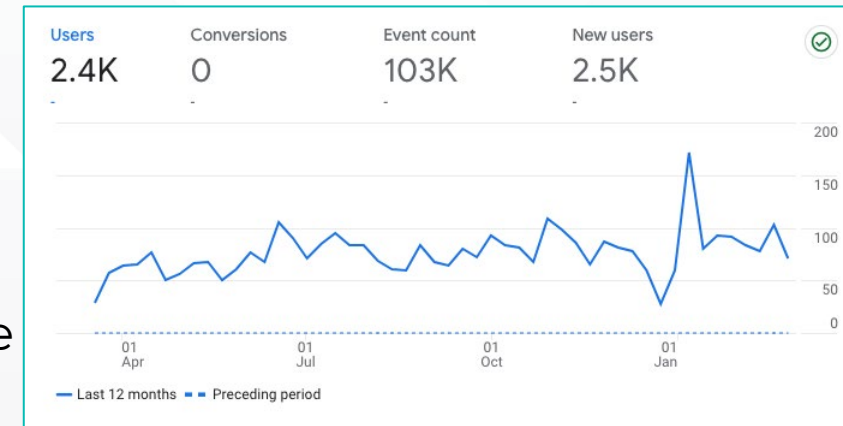 Users Conversions Event count New users
2.4K 0 103K 2.5K
- - - -
200
150
100
50
0
01 01 01 01
Apr Jul Oct Jan
Last 12 months Preceding period
e